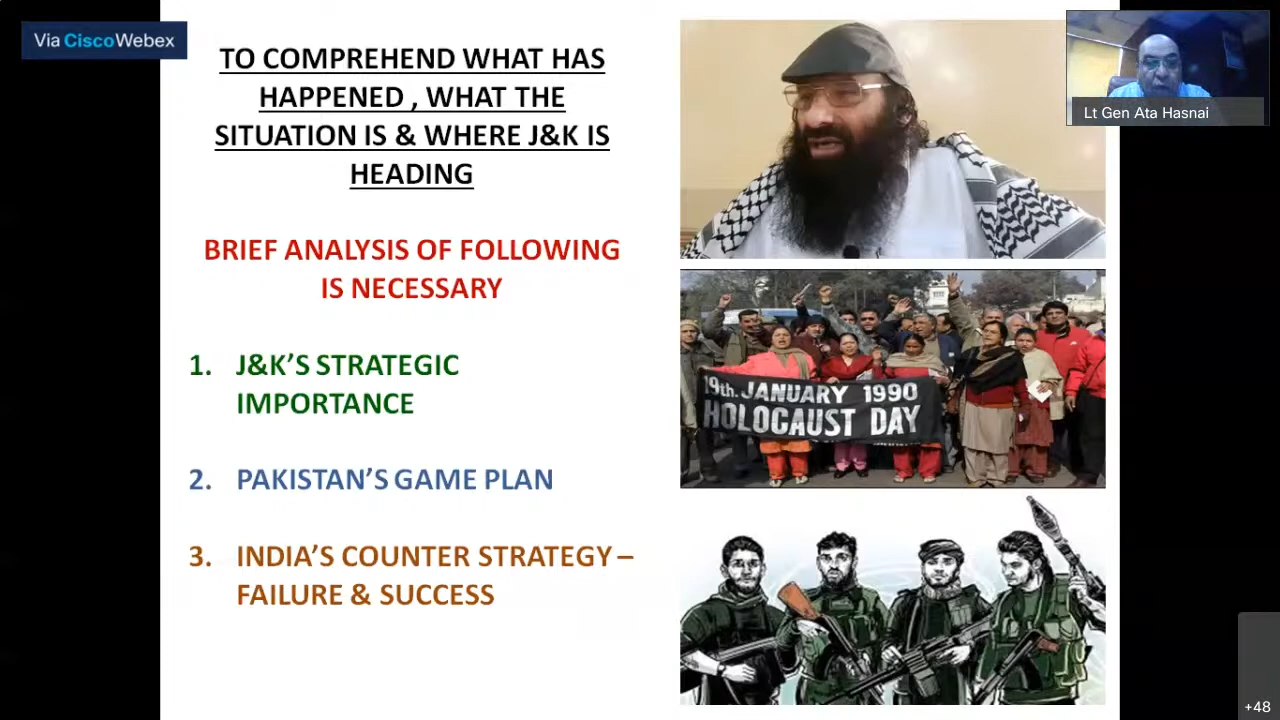 Via Cisco Webex
TO COMPREHEND WHAT HAS
HAPPENED , WHAT THE
SITUATION IS & WHERE J&K IS
HEADING
BRIEF ANALYSIS OF FOLLOWING
IS NECESSARY
1. J&K'S STRATEGIC
IMPORTANCE
2. PAKISTAN'S GAME PLAN
3. INDIA'S COUNTER STRATEGY –
FAILURE & SUCCESS
19th. JANUARY 1990
HOLOCAUST DAY
Lt Gen Ata Hasnai
+48